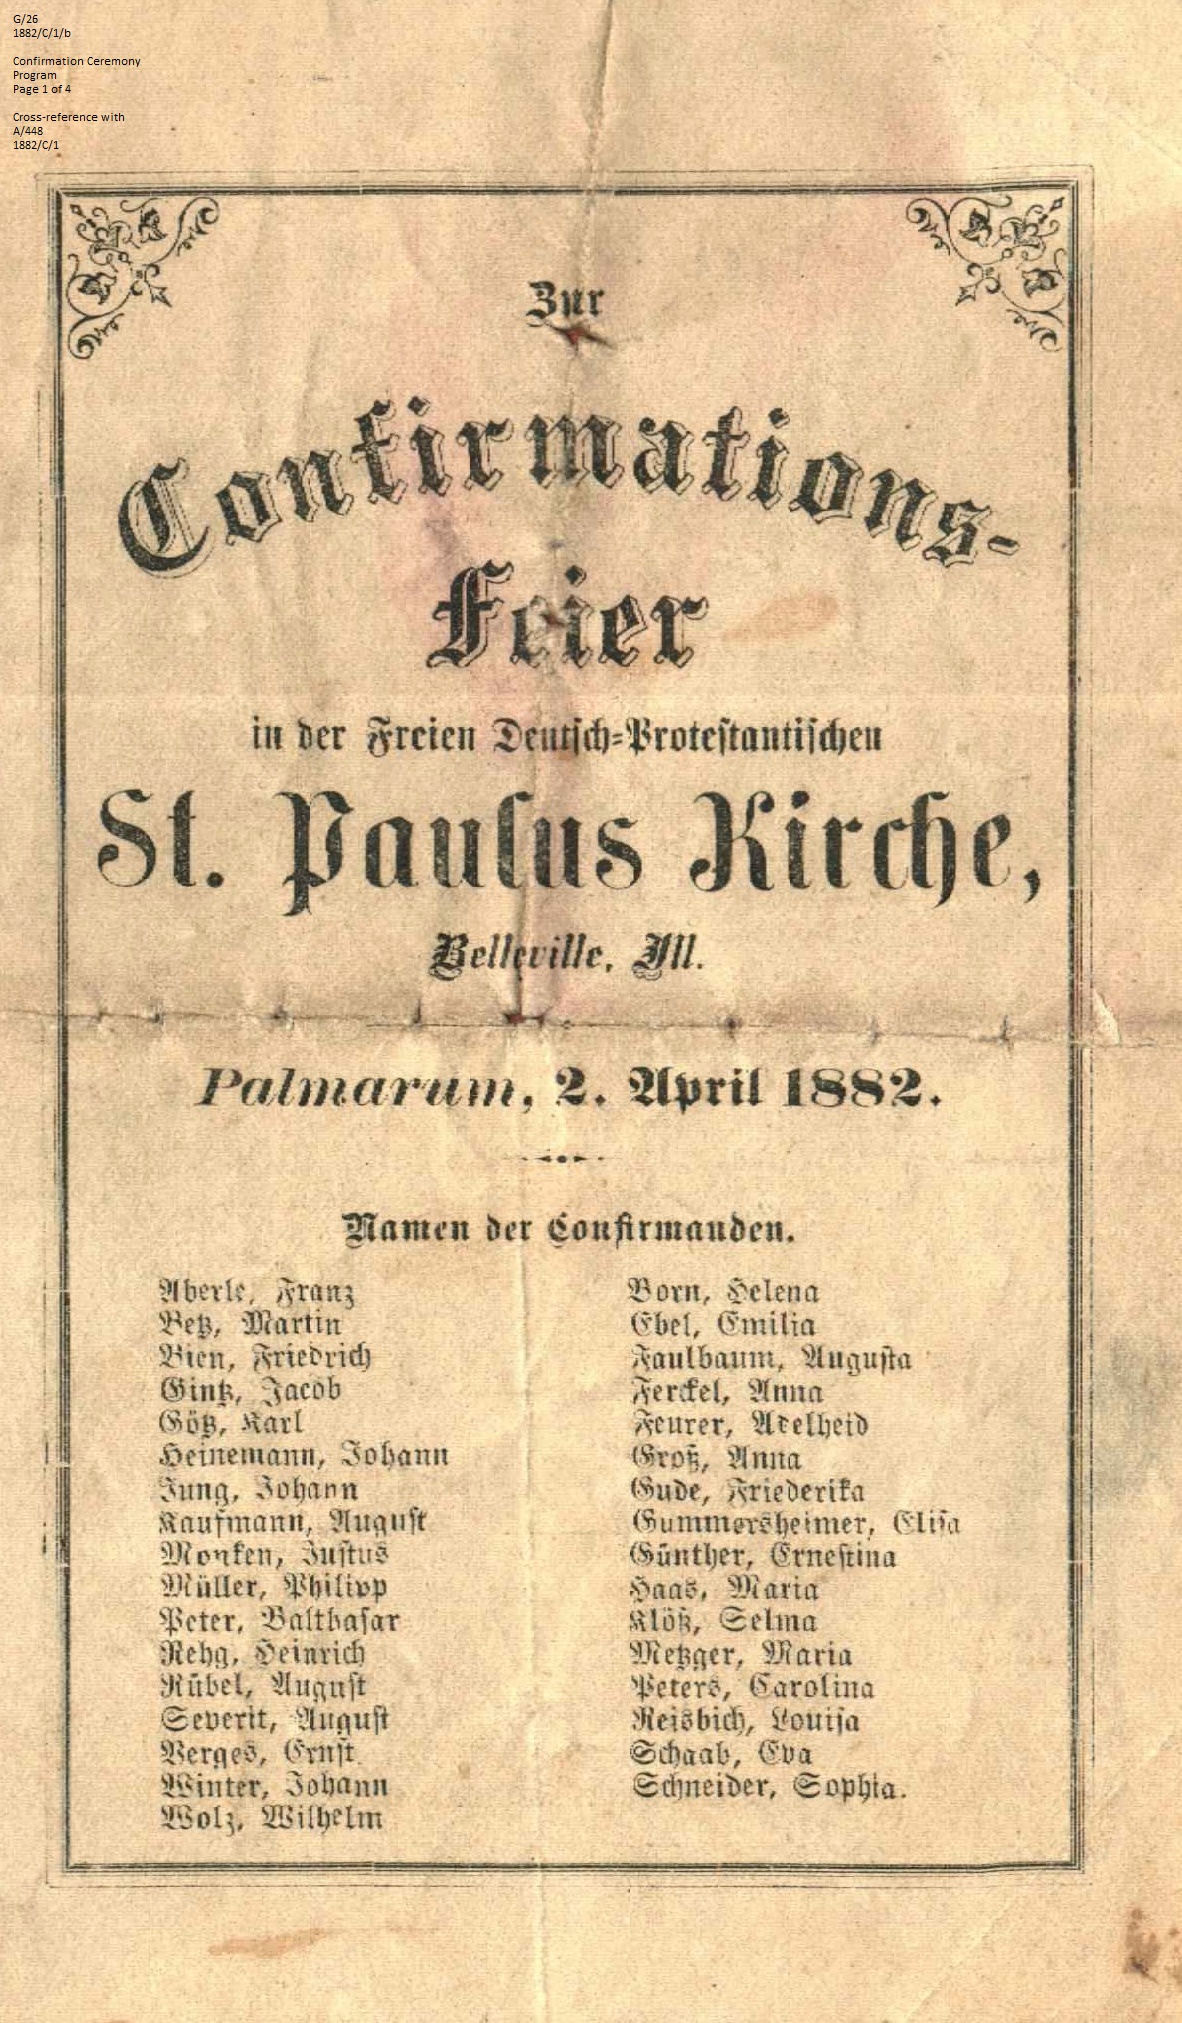 G/26
1882/C/1/b
Confirmation Ceremony
Program
Page 1 of 4
Cross-reference with
A/448
1882/C/1
Zur
Confirmations-
Feier
in der Freien Deutsch=Protestantischen
St. Paulus Kirche,
Belleville, Ill.
Palmarum, 2. April 1882.
Namen der Confirmanden.
Aberle, Franz
Betz, Martin
Bien, Friedrich
Gintz, Jacob
Götz, Karl
Heinemann, Johann
Jung, Johann
Kaufmann, August
Monken, Justus
Müller, Philipp
Peter, Balthasar
Rehg, Heinrich
Rübel, August
Severit, August
Verges, Ernst
Winter, Johann
Wolz, Wilhelm
Born, Helena
Ebel, Emilia
Faulbaum, Augusta
Ferckel, Anna
Feurer, Adelheid
Groß, Anna
Gude, Friederika
Gummersheimer, Elisa
Günther, Ernestina
Haas, Maria
Klöß, Selma
Metzger, Maria
Peters, Carolina
Reisbich, Louisa
Schaab, Eva
Schneider, Sophia.